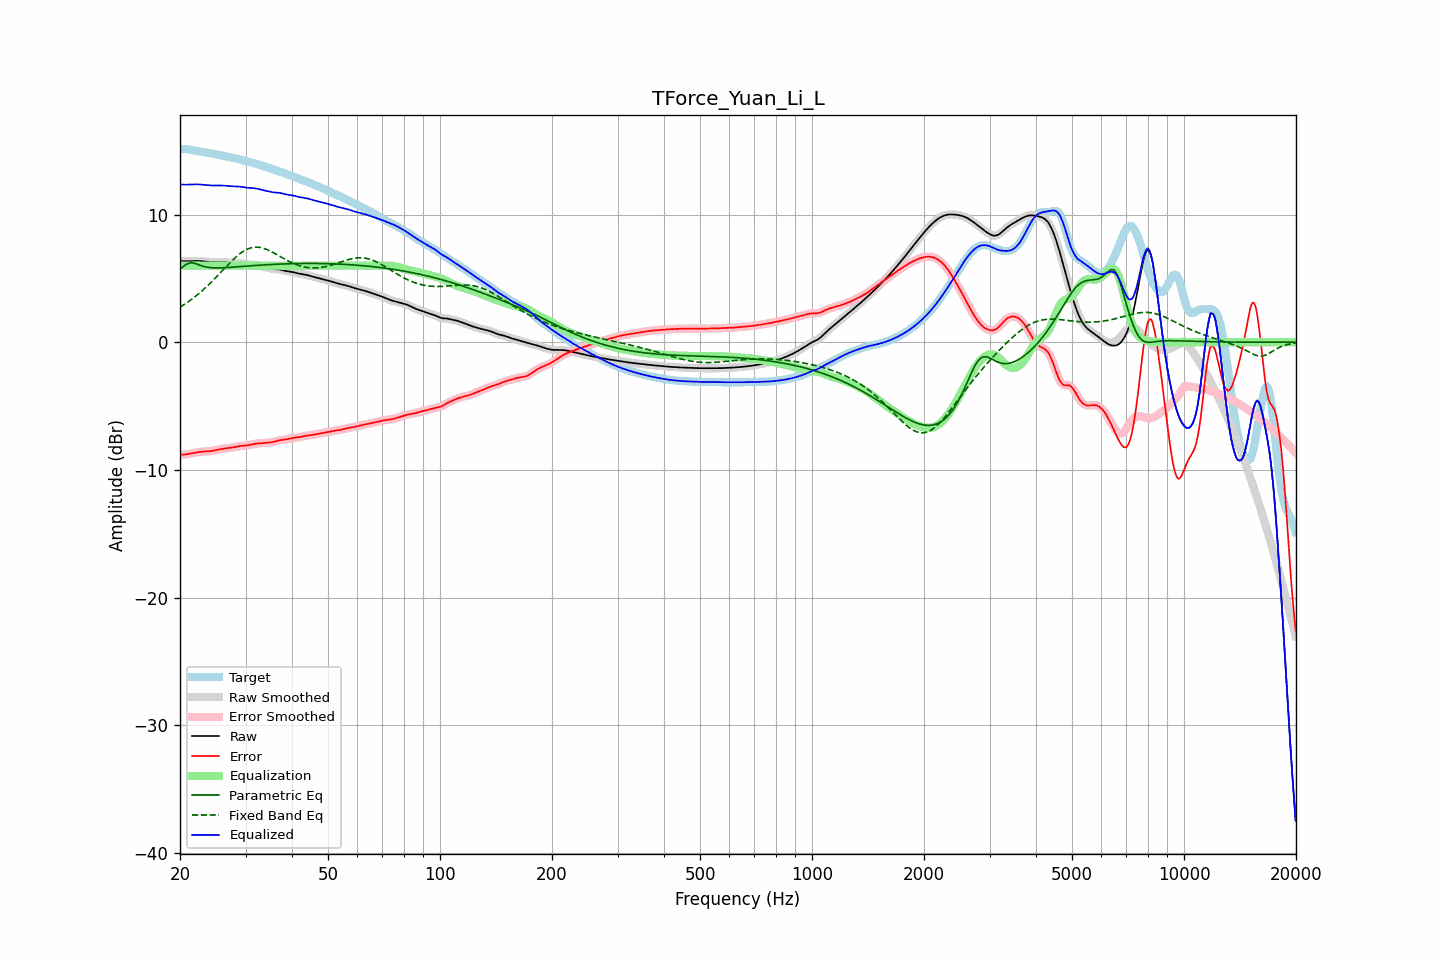 TForce_Yuan_Li_L
Amplitude (dBr)
10
0
−10
−20
−30
−40
Target
Raw Smoothed
Error Smoothed
Raw
Error
Equalization
Parametric Eq
Fixed Band Eq
Equalized
20 50 100 200 500 1000 2000 5000 10000 20000
Frequency (Hz)